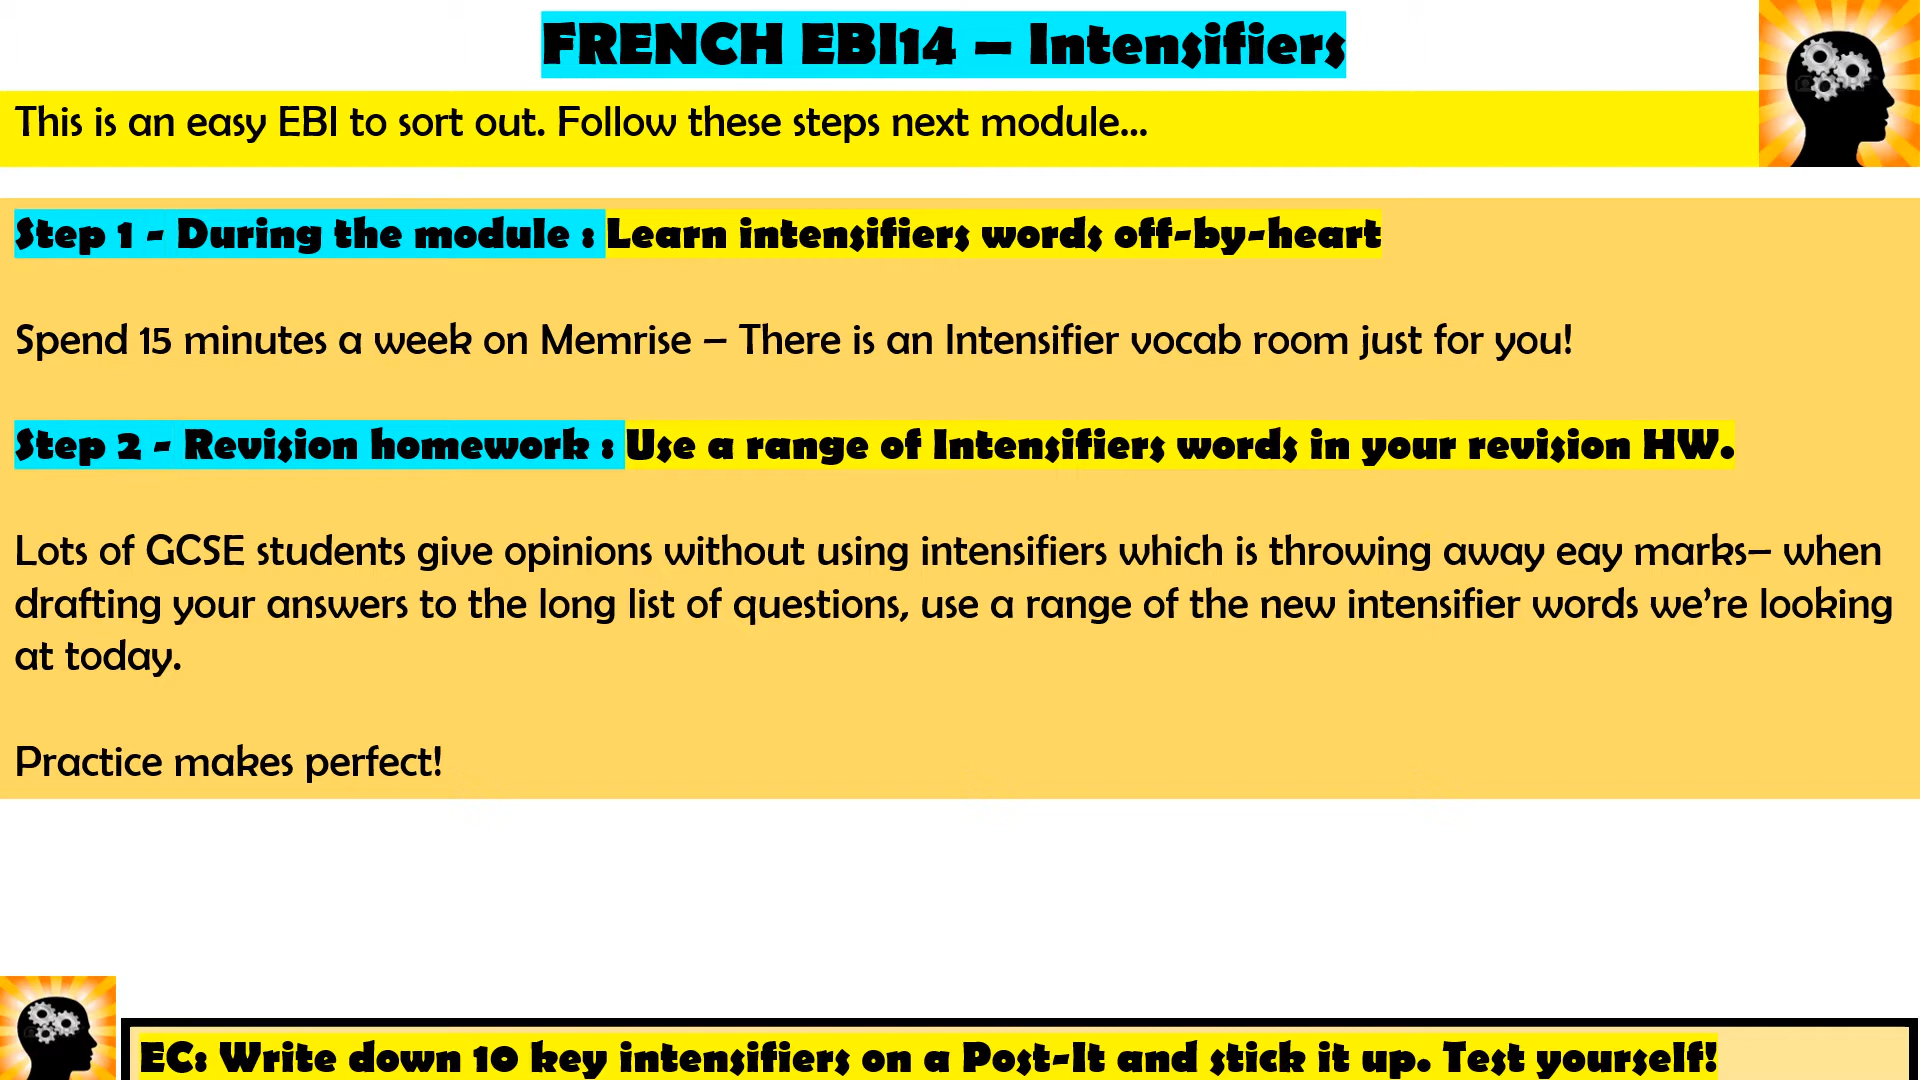 FRENCH EBI14 – Intensifiers
This is an easy EBI to sort out. Follow these steps next module...
Step 1 - During the module : Learn intensifiers words off-by-heart
Spend 15 minutes a week on Memrise – There is an Intensifier vocab room just for you!
Step 2 - Revision homework : Use a range of Intensifiers words in your revision HW.
Lots of GCSE students give opinions without using intensifiers which is throwing away eay marks– when
drafting your answers to the long list of questions, use a range of the new intensifier words we’re looking
at today.
Practice makes perfect!
EC: Write down 10 key intensifiers on a Post-It and stick it up. Test yourself!